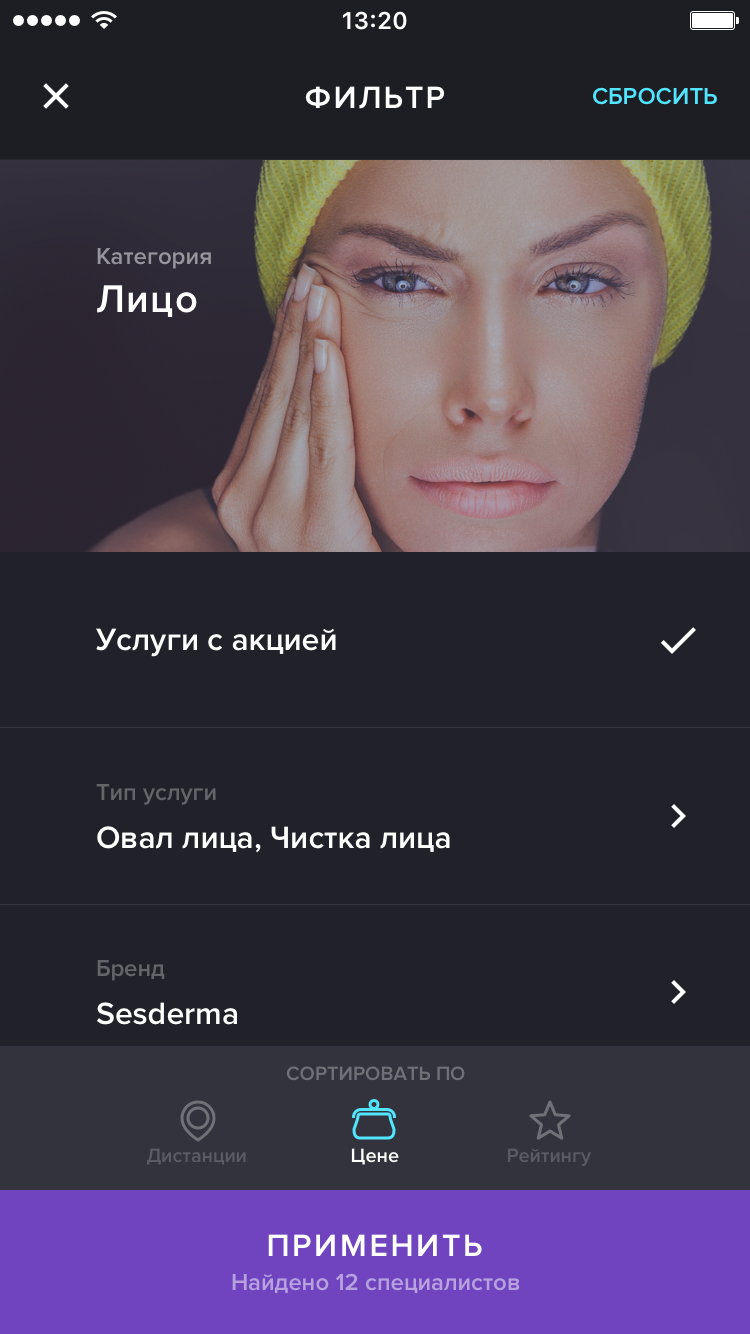 13:20
ФИЛЬТР
СБРОСИТЬ
Категория
Лицо
Услуги с акцией
Тип услуги
Овал лица, Чистка лица
Бренд
Sesderma
СОРТИРОВАТЬ ПО
Дистанции
Цене
Рейтингу
ПРИМЕНИТЬ
Найдено 12 специалистов